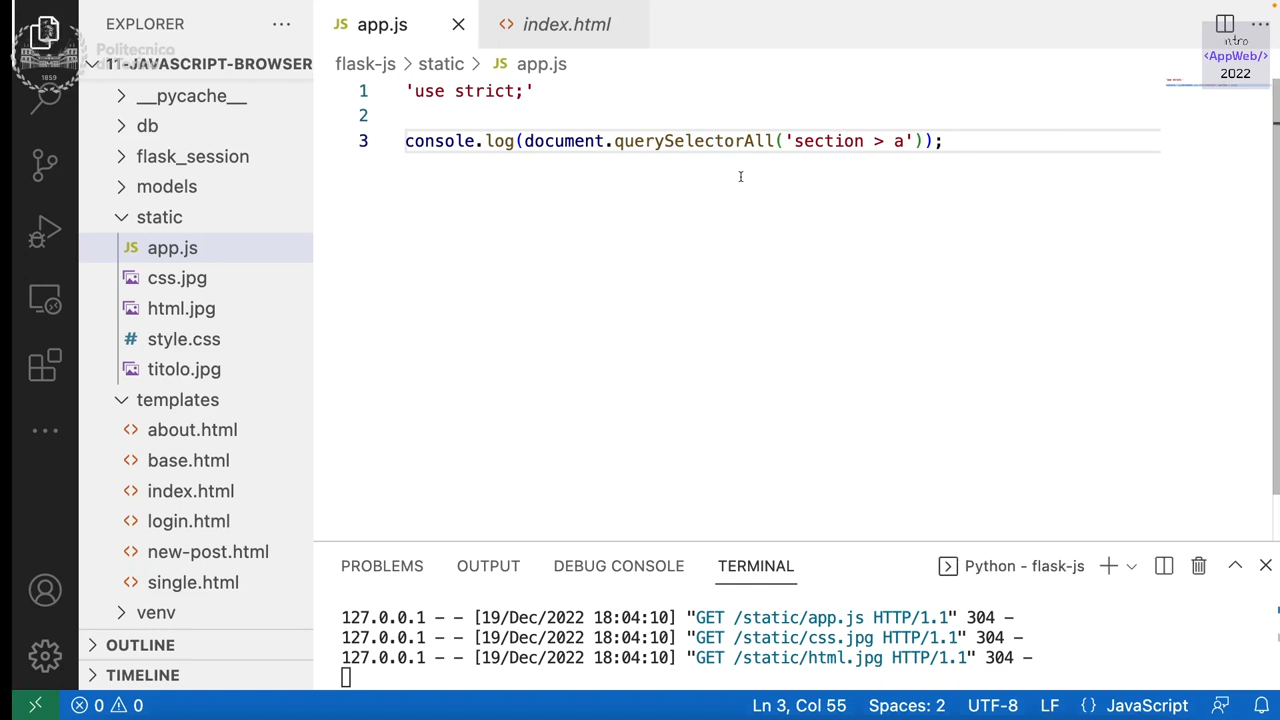 EXPLORER
JS app.js
index.html
ntro
<AppWeb/>
2022
Politecnico
1859
11-JAVASCRIPT-BROWSER
flask-js > static > JS app.js
__pycache__
db
flask_session
models
static
JS app.js
css.jpg
html.jpg
# style.css
titolo.jpg
templates
about.html
base.html
index.html
login.html
new-post.html
single.html
venv
OUTLINE
TIMELINE
1 'use strict;'
2
3 console.log(document.querySelectorAll('section > a'));
PROBLEMS OUTPUT DEBUG CONSOLE TERMINAL
Python - flask-js
127.0.0.1 - - [19/Dec/2022 18:04:10] "GET /static/app.js HTTP/1.1" 304 -
127.0.0.1 - - [19/Dec/2022 18:04:10] "GET /static/css.jpg HTTP/1.1" 304 -
127.0.0.1 - - [19/Dec/2022 18:04:10] "GET /static/html.jpg HTTP/1.1" 304 -
0 0
Ln 3, Col 55 Spaces: 2 UTF-8 LF {} JavaScript